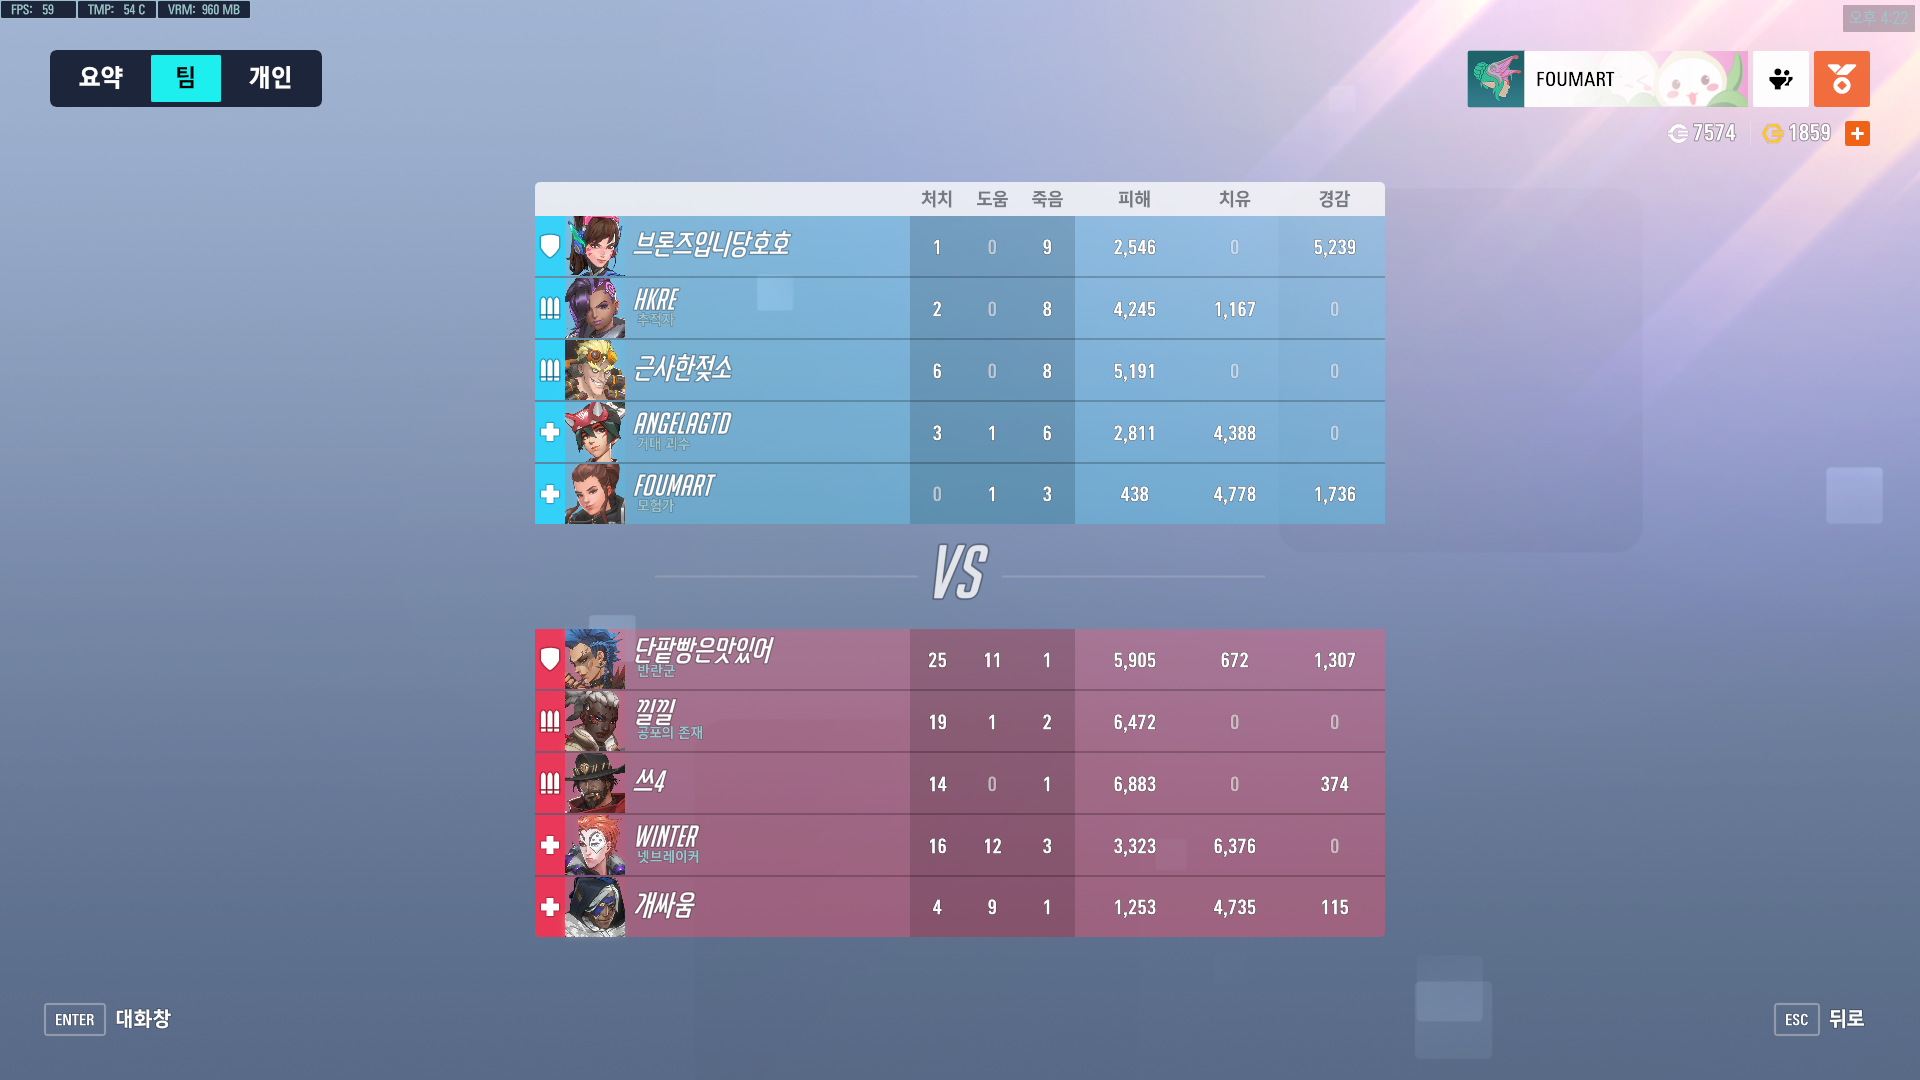 FPS: 59 TMP: 54 C VRM: 960 MB
오후 4:22
요약 팀 개인
FOUMART
7574 1859
처치 도움 죽음 피해 치유 경감
브론즈입니당호호 1 0 9 2,546 0 5,239
HKRE 2 0 8 4,245 1,167 0
추적자
근사한젖소 6 0 8 5,191 0 0
ANGELAGTD 3 1 6 2,811 4,388 0
거대 괴수
FOUMART 0 1 3 438 4,778 1,736
모험가
VS
단팥빵은맛있어 25 11 1 5,905 672 1,307
반란군
낄낄 19 1 2 6,472 0 0
공포의 존재
쓰4 14 0 1 6,883 0 374
WINTER 16 12 3 3,323 6,376 0
넷브레이커
개싸움 4 9 1 1,253 4,735 115
ENTER 대화창
ESC 뒤로